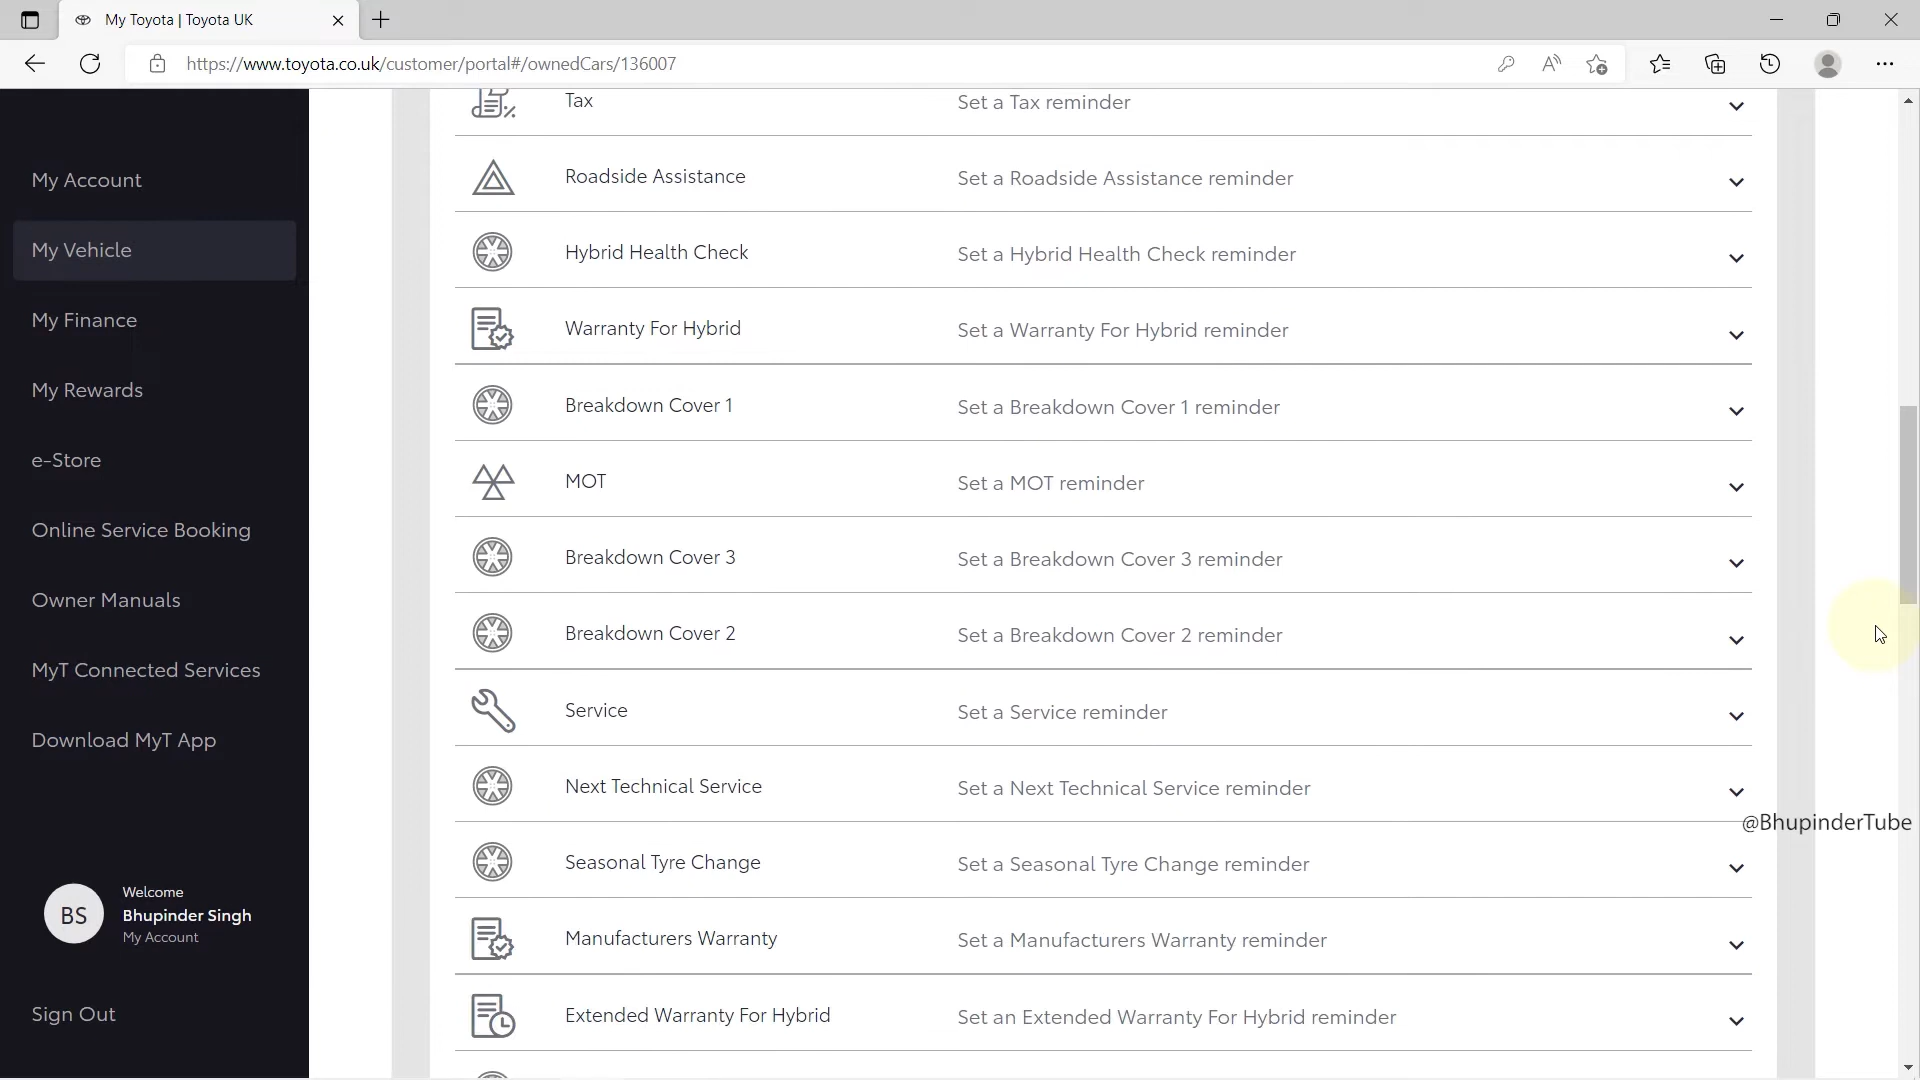 My Toyota | Toyota UK
https://www.toyota.co.uk/customer/portal#/ownedCars/136007
My Account
My Vehicle
My Finance
My Rewards
e-Store
Online Service Booking
Owner Manuals
MyT Connected Services
Download MyT App
BS
Welcome
Bhupinder Singh
My Account
Sign Out
Tax Set a Tax reminder
Roadside Assistance Set a Roadside Assistance reminder
Hybrid Health Check Set a Hybrid Health Check reminder
Warranty For Hybrid Set a Warranty For Hybrid reminder
Breakdown Cover 1 Set a Breakdown Cover 1 reminder
MOT Set a MOT reminder
Breakdown Cover 3 Set a Breakdown Cover 3 reminder
Breakdown Cover 2 Set a Breakdown Cover 2 reminder
Service Set a Service reminder
Next Technical Service Set a Next Technical Service reminder
@BhupinderTube
Seasonal Tyre Change Set a Seasonal Tyre Change reminder
Manufacturers Warranty Set a Manufacturers Warranty reminder
Extended Warranty For Hybrid Set an Extended Warranty For Hybrid reminder